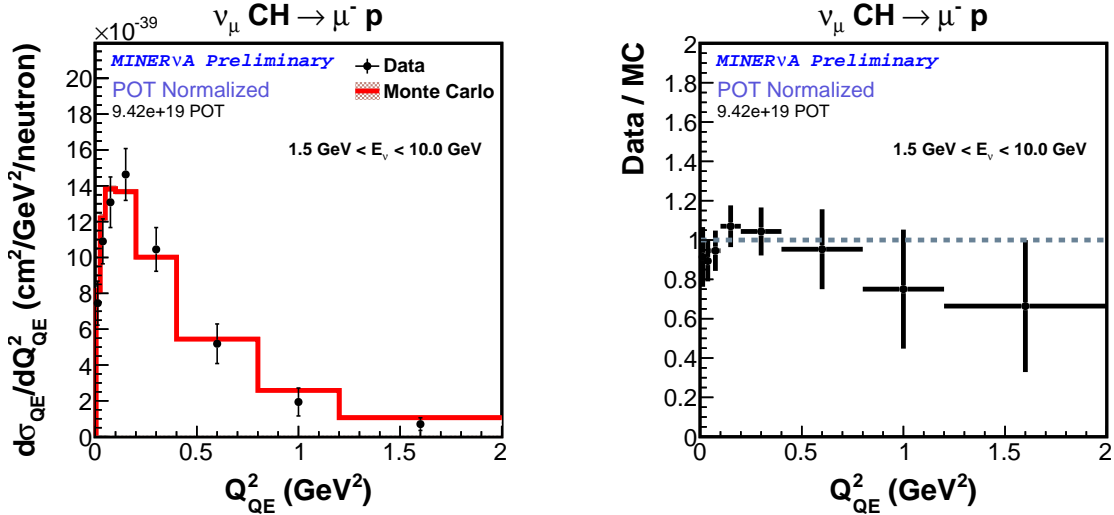 ν_μ CH → μ⁻ p
×10⁻³⁹
MINERνA Preliminary
POT Normalized
9.42e+19 POT
Data
Monte Carlo
1.5 GeV < E_ν < 10.0 GeV
dσ_QE/dQ²_QE (cm²/GeV²/neutron)
20
18
16
14
12
10
8
6
4
2
0
0 0.5 1 1.5 2
Q²_QE (GeV²)
ν_μ CH → μ⁻ p
MINERνA Preliminary
POT Normalized
9.42e+19 POT
1.5 GeV < E_ν < 10.0 GeV
Data / MC
2
1.8
1.6
1.4
1.2
1
0.8
0.6
0.4
0.2
0
0 0.5 1 1.5 2
Q²_QE (GeV²)